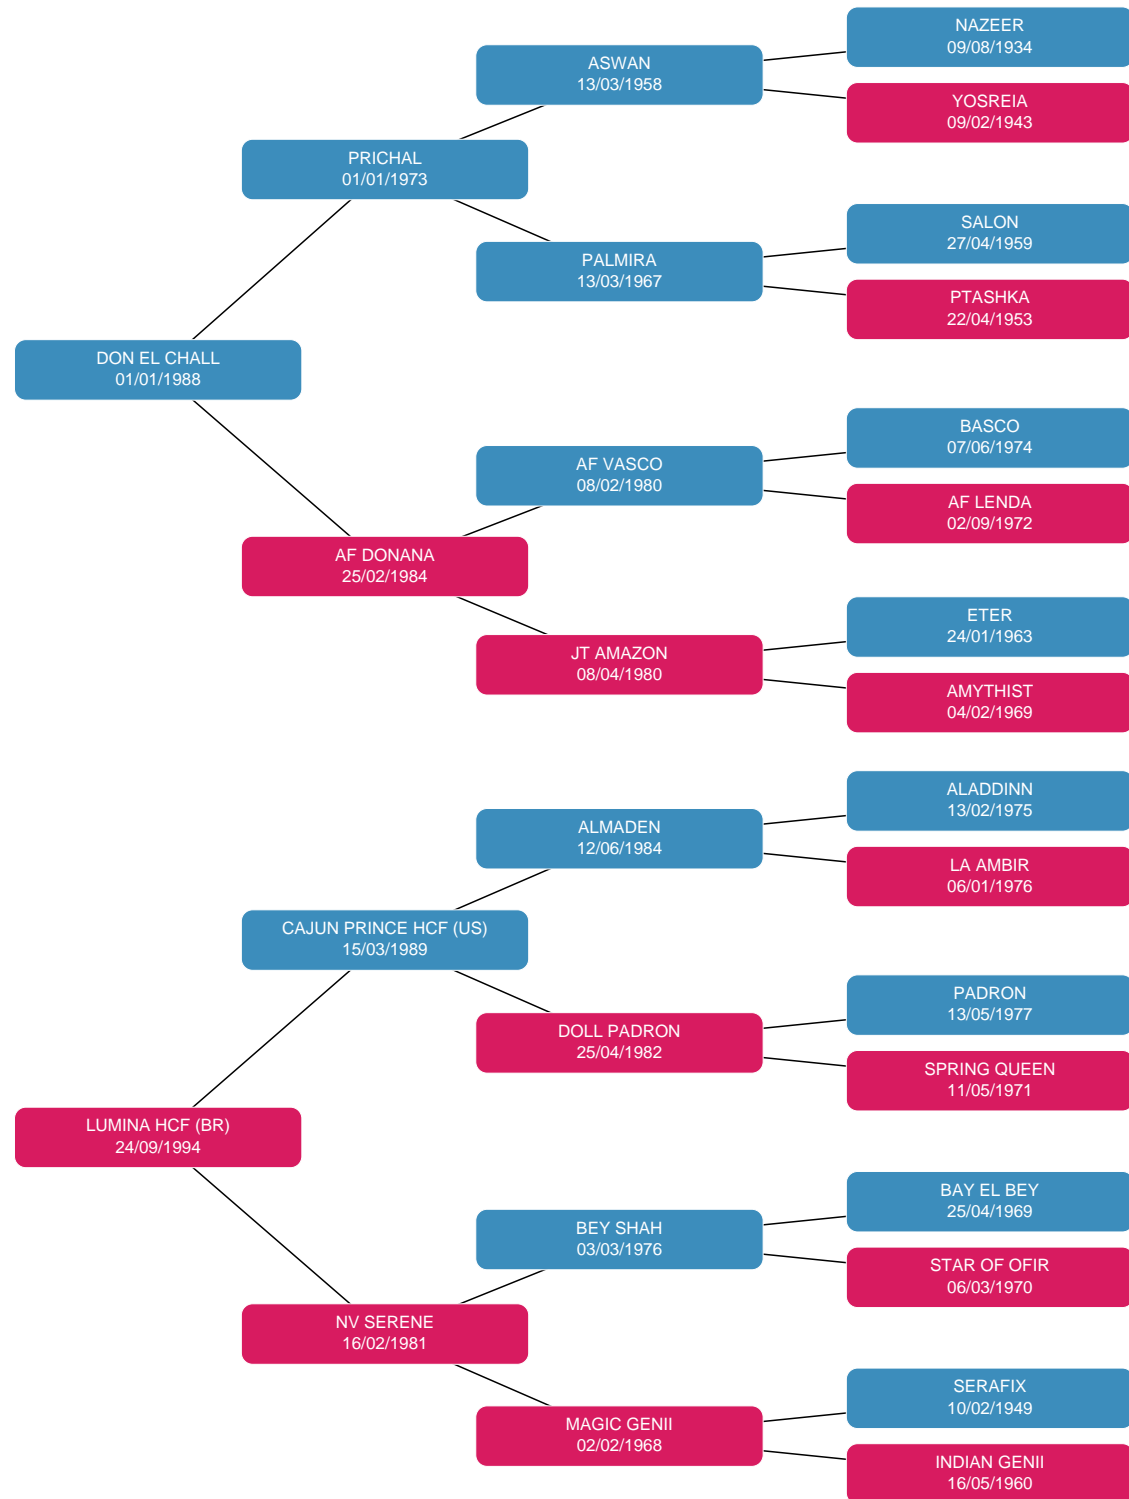 NAZEER
09/08/1934
ASWAN
13/03/1958
YOSREIA
09/02/1943
PRICHAL
01/01/1973
SALON
27/04/1959
PALMIRA
13/03/1967
PTASHKA
22/04/1953
DON EL CHALL
01/01/1988
BASCO
07/06/1974
AF VASCO
08/02/1980
AF LENDA
02/09/1972
AF DONANA
25/02/1984
ETER
24/01/1963
JT AMAZON
08/04/1980
AMYTHIST
04/02/1969
ALADDINN
13/02/1975
ALMADEN
12/06/1984
LA AMBIR
06/01/1976
CAJUN PRINCE HCF (US)
15/03/1989
PADRON
13/05/1977
DOLL PADRON
25/04/1982
SPRING QUEEN
11/05/1971
LUMINA HCF (BR)
24/09/1994
BAY EL BEY
25/04/1969
BEY SHAH
03/03/1976
STAR OF OFIR
06/03/1970
NV SERENE
16/02/1981
SERAFIX
10/02/1949
MAGIC GENII
02/02/1968
INDIAN GENII
16/05/1960